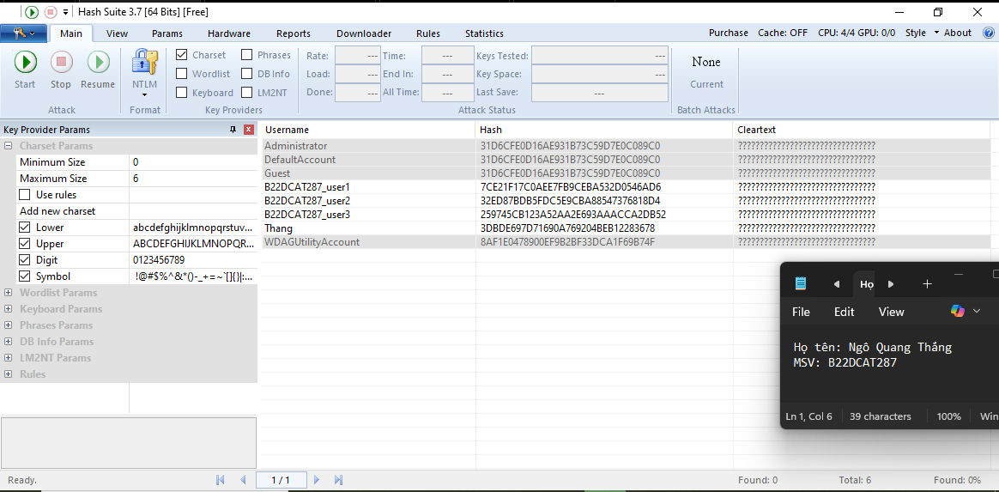 Hash Suite 3.7 [64 Bits] [Free]
Main View Params Hardware Reports Downloader Rules Statistics Purchase Cache: OFF CPU: 4/4 GPU: 0/0 Style About
Start Stop Resume
Attack
NTLM
Format
Charset Phrases
Wordlist DB Info
Keyboard LM2NT
Key Providers
Rate: --- Time: --- Keys Tested: ---
Load: --- End In: --- Key Space: ---
Done: --- All Time: --- Last Save: ---
Attack Status
None
Current
Batch Attacks
Key Provider Params
Charset Params
Minimum Size 0
Maximum Size 6
Use rules
Add new charset
Lower abcdefghijklmnopqrstuv...
Upper ABCDEFGHIJKLMNOPQR...
Digit 0123456789
Symbol !@#$%^&*()-_+=~`[]{}|:...
Wordlist Params
Keyboard Params
Phrases Params
DB Info Params
LM2NT Params
Rules
Username Hash Cleartext
Administrator 31D6CFE0D16AE931B73C59D7E0C089C0 ????????????????????????????????
DefaultAccount 31D6CFE0D16AE931B73C59D7E0C089C0 ????????????????????????????????
Guest 31D6CFE0D16AE931B73C59D7E0C089C0 ????????????????????????????????
B22DCAT287_user1 7CE21F17C0AEE7FB9CEBA532D0546AD6 ????????????????????????????????
B22DCAT287_user2 32ED87BDB5FDC5E9CBA88547376818D4 ????????????????????????????????
B22DCAT287_user3 259745CB123A52AA2E693AAACCA2DB52 ????????????????????????????????
Thang 3DBDE697D71690A769204BEB12283678 ????????????????????????????????
WDAGUtilityAccount 8AF1E0478900EF9B2BF33DCA1F69B74F ????????????????????????????????
Họ
File Edit View
Họ tên: Ngô Quang Thắng
MSV: B22DCAT287
Ln 1, Col 6 39 characters 100% Win
Ready. 1 / 1 Found: 0 Total: 6 Found: 0%